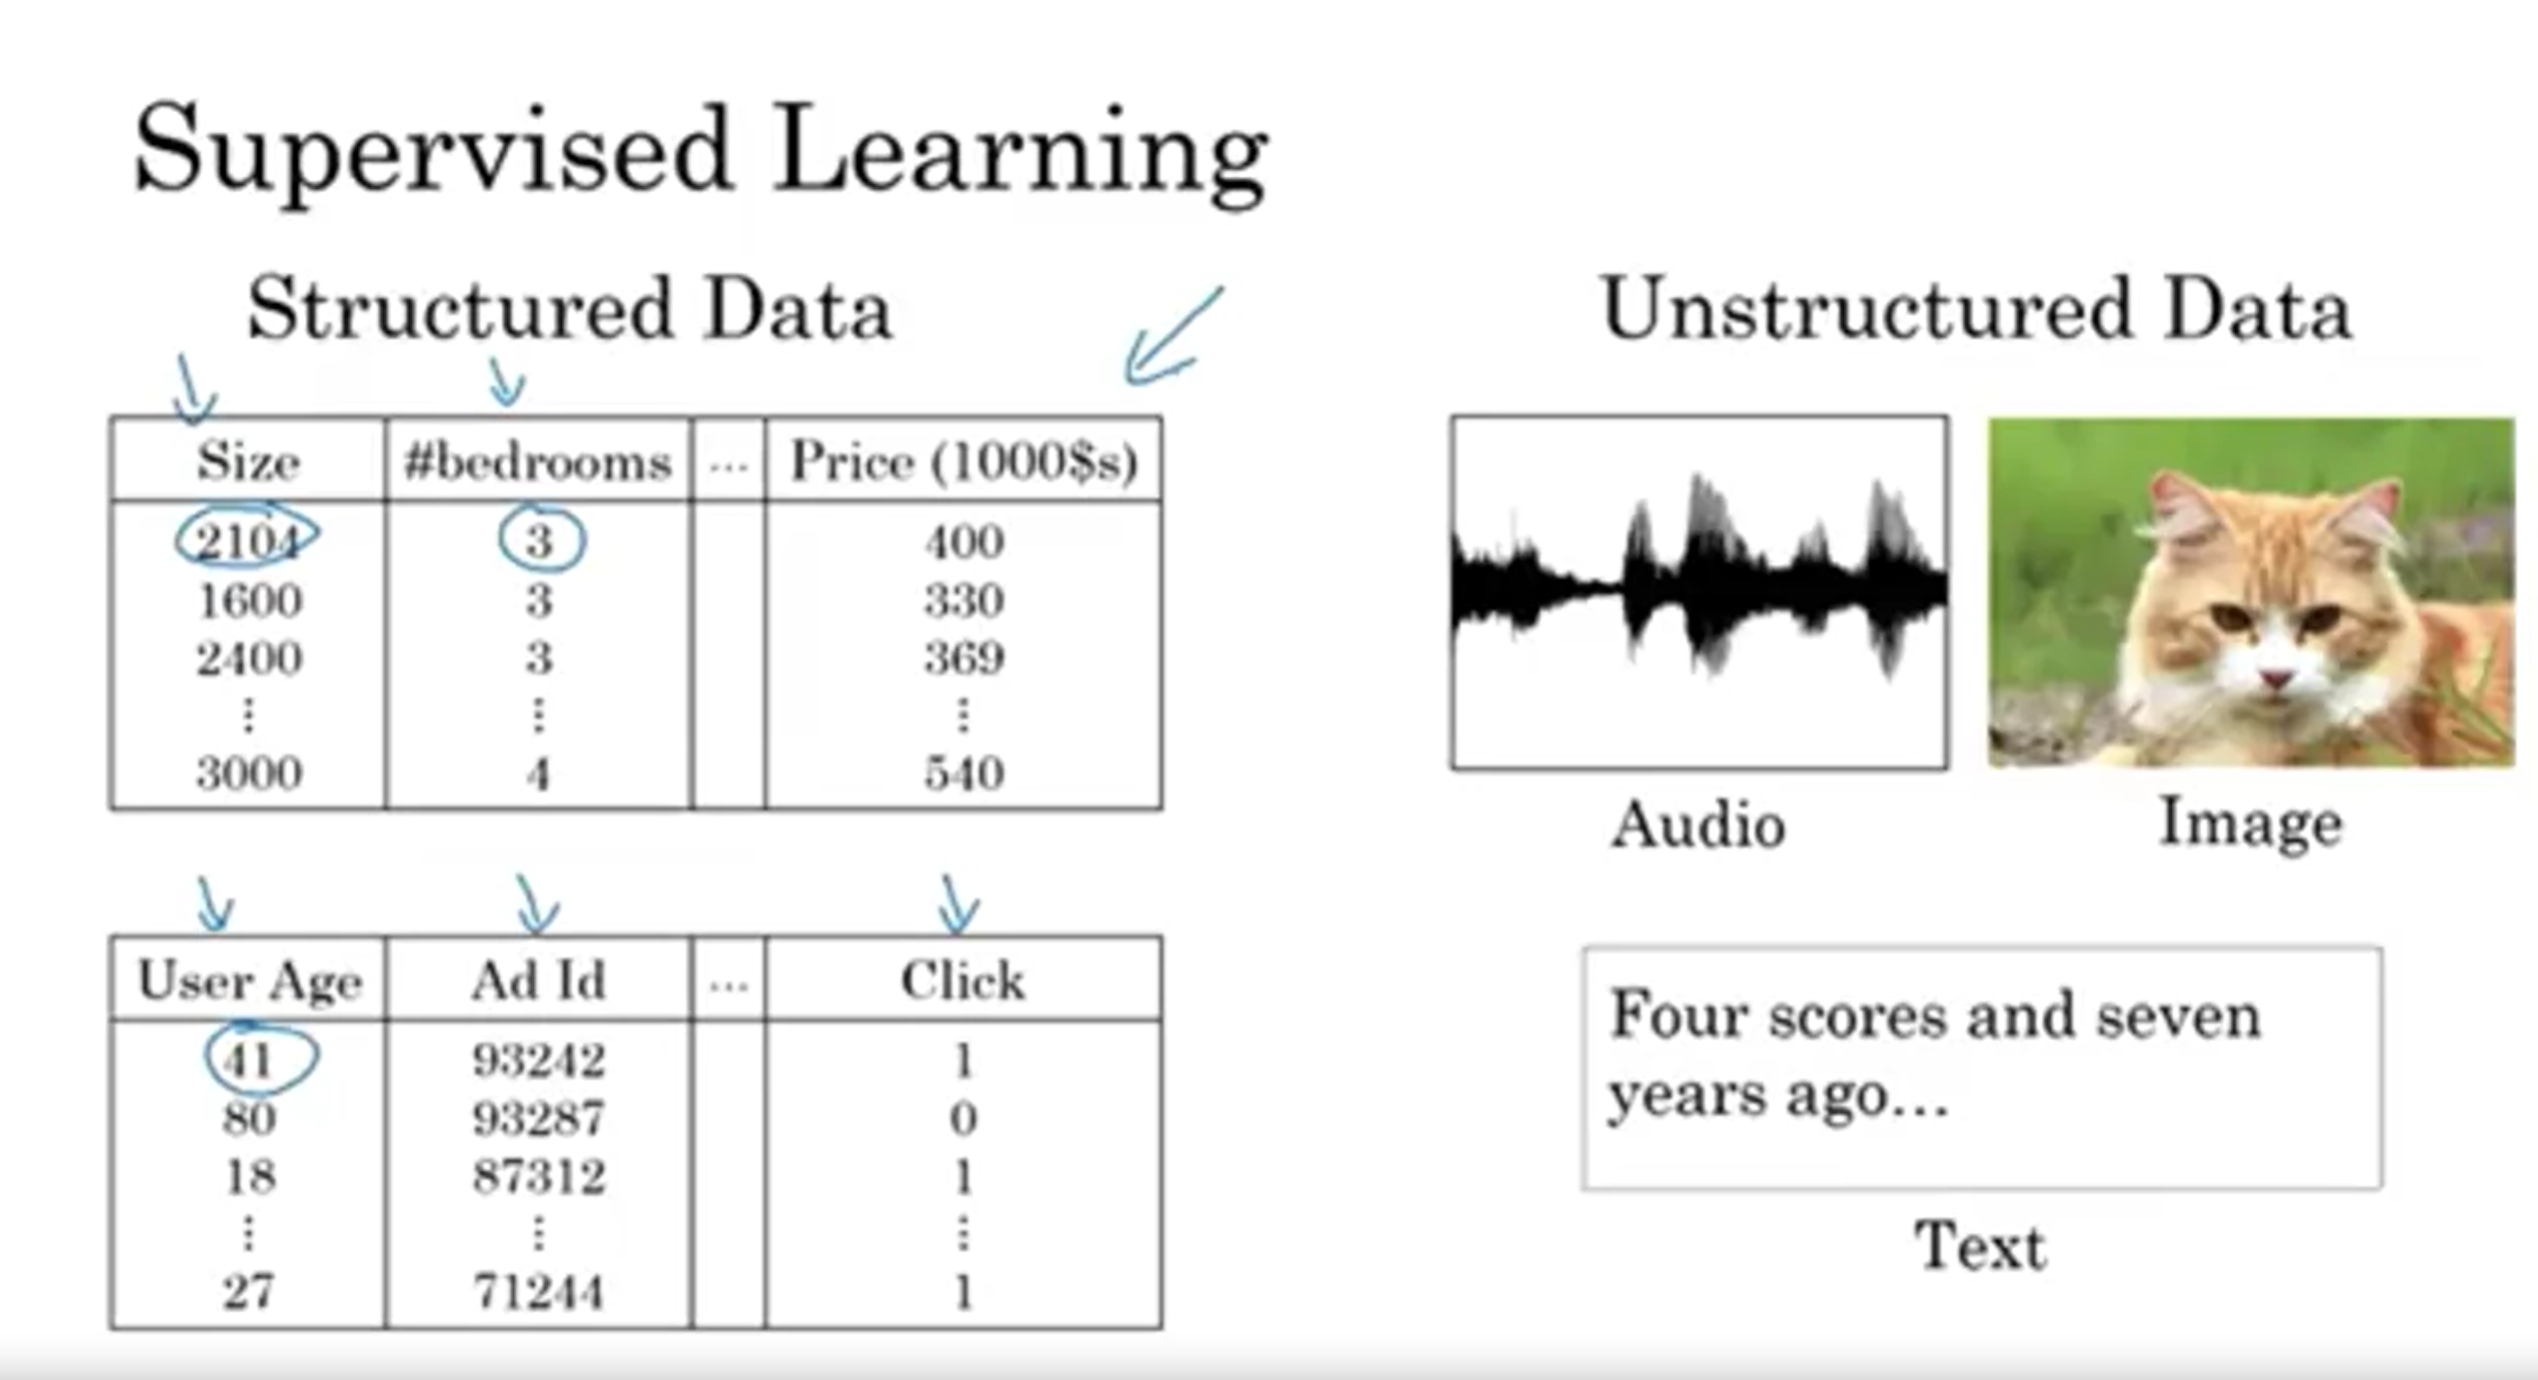 Supervised Learning
Structured Data
Size #bedrooms ... Price (1000$s)
2104 3 400
1600 3 330
2400 3 369
⋮ ⋮ ⋮
3000 4 540
User Age Ad Id ... Click
41 93242 1
80 93287 0
18 87312 1
⋮ ⋮ ⋮
27 71244 1
Unstructured Data
Audio
Image
Four scores and seven
years ago...
Text